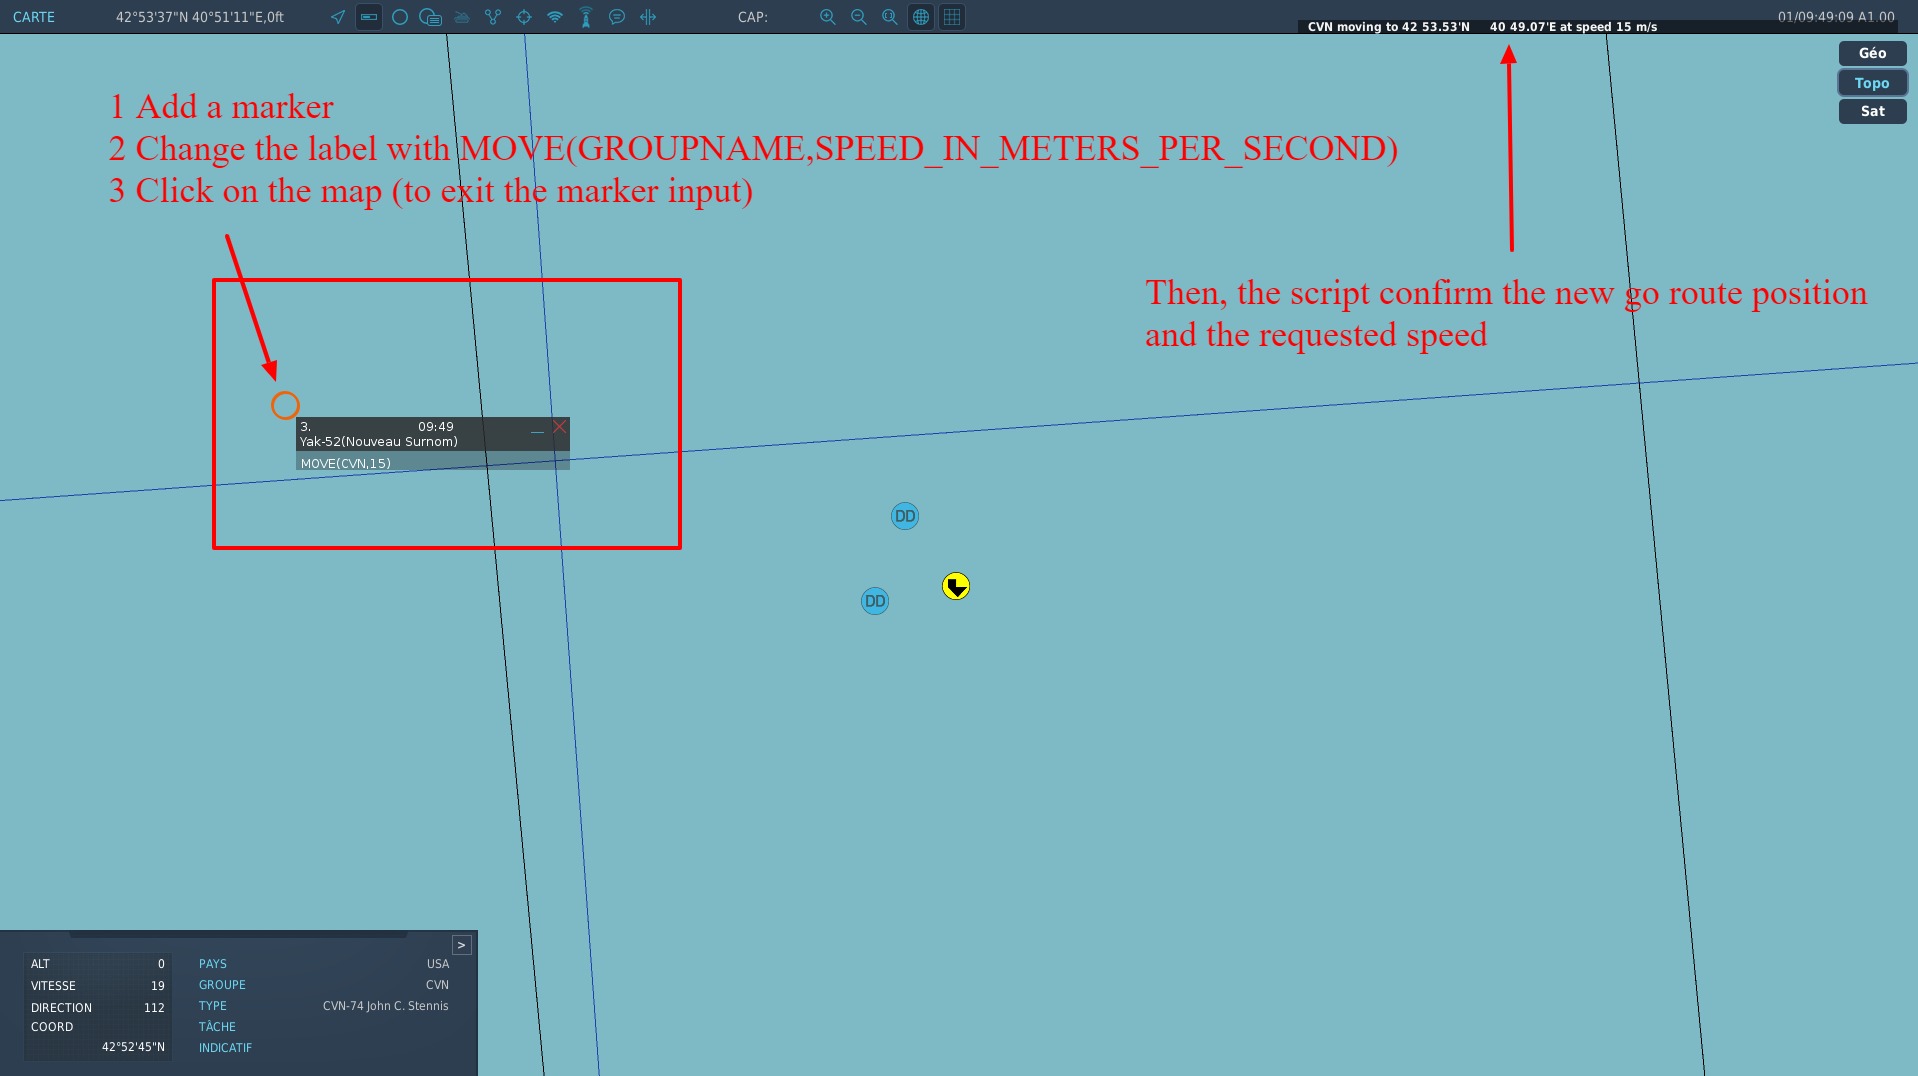 CARTE
42°53'37"N 40°51'11"E,0ft
CAP:
01/09:49:09 A1.00
CVN moving to 42 53.53'N 40 49.07'E at speed 15 m/s
Géo
Topo
Sat
1 Add a marker
2 Change the label with MOVE(GROUPNAME,SPEED_IN_METERS_PER_SECOND)
3 Click on the map (to exit the marker input)
Then, the script confirm the new go route position
and the requested speed
3. 09:49
Yak-52(Nouveau Surnom)
MOVE(CVN,15)
DD
DD
>
ALT 0
VITESSE 19
DIRECTION 112
COORD
42°52'45"N
PAYS USA
GROUPE CVN
TYPE CVN-74 John C. Stennis
TÂCHE
INDICATIF